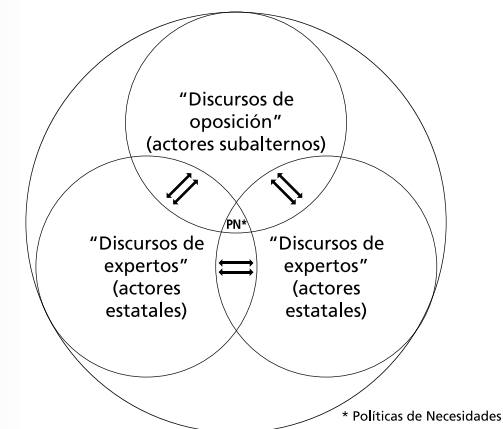 “Discursos de
oposición”
(actores subalternos)
PN*
“Discursos de
expertos”
(actores
estatales)
“Discursos de
expertos”
(actores
estatales)
* Políticas de Necesidades